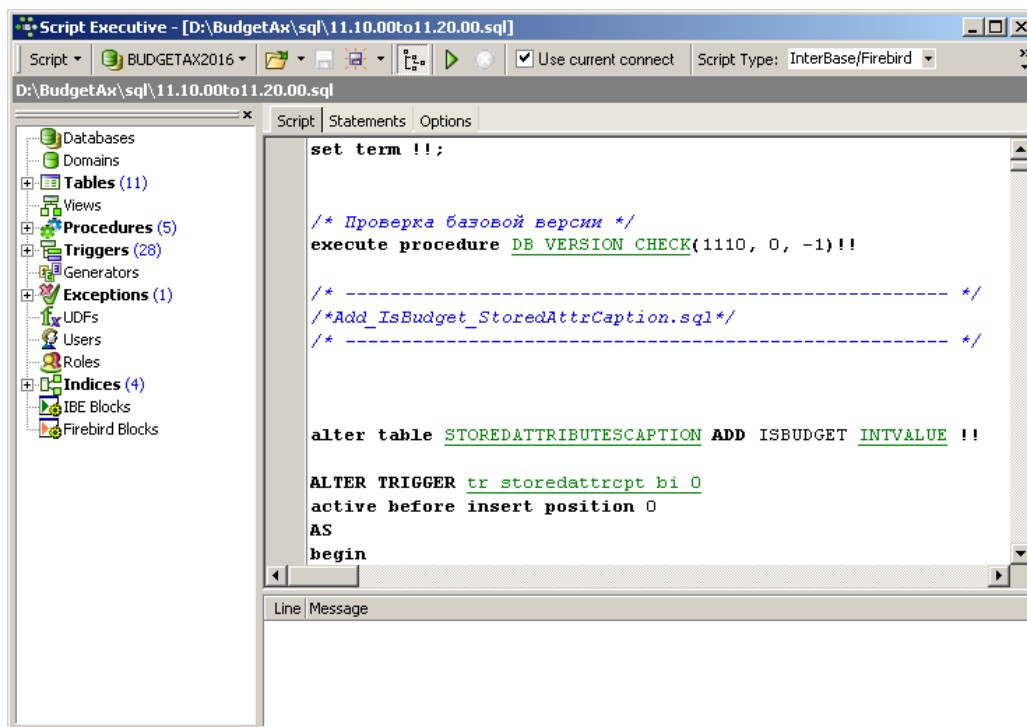 Script Executive - [D:\BudgetAx\sql\11.10.00to11.20.00.sql]
Script BUDGETAX2016 Use current connect Script Type: InterBase/Firebird
D:\BudgetAx\sql\11.10.00to11.20.00.sql
Databases
Domains
Tables (11)
Views
Procedures (5)
Triggers (28)
Generators
Exceptions (1)
UDFs
Users
Roles
Indices (4)
IBE Blocks
Firebird Blocks
Script Statements Options
set term !!;
/* Проверка базовой версии */
execute procedure DB_VERSION_CHECK(1110, 0, -1)!!
/* ------------------------------------------------------ */
/*Add_IsBudget_StoredAttrCaption.sql*/
/* ------------------------------------------------------ */
alter table STOREDATTRIBUTESCAPTION ADD ISBUDGET INTVALUE !!
ALTER TRIGGER tr_storedattrcpt_bi_0
active before insert position 0
AS
begin
Line Message